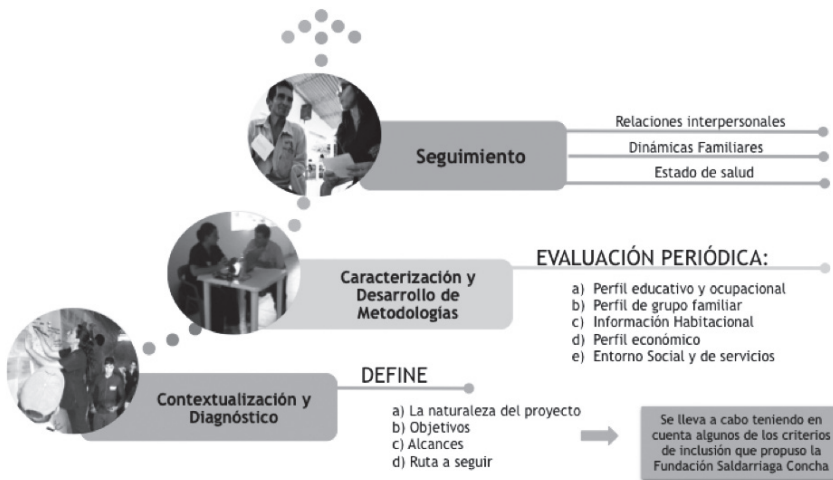 Seguimiento
Relaciones interpersonales
Dinámicas Familiares
Estado de salud
Caracterización y
Desarrollo de
Metodologías
EVALUACIÓN PERIÓDICA:
a) Perfil educativo y ocupacional
b) Perfil de grupo familiar
c) Información Habitacional
d) Perfil económico
e) Entorno Social y de servicios
Contextualización y
Diagnóstico
DEFINE
a) La naturaleza del proyecto
b) Objetivos
c) Alcances
d) Ruta a seguir
Se lleva a cabo teniendo en
cuenta algunos de los criterios
de inclusión que propuso la
Fundación Saldarriaga Concha